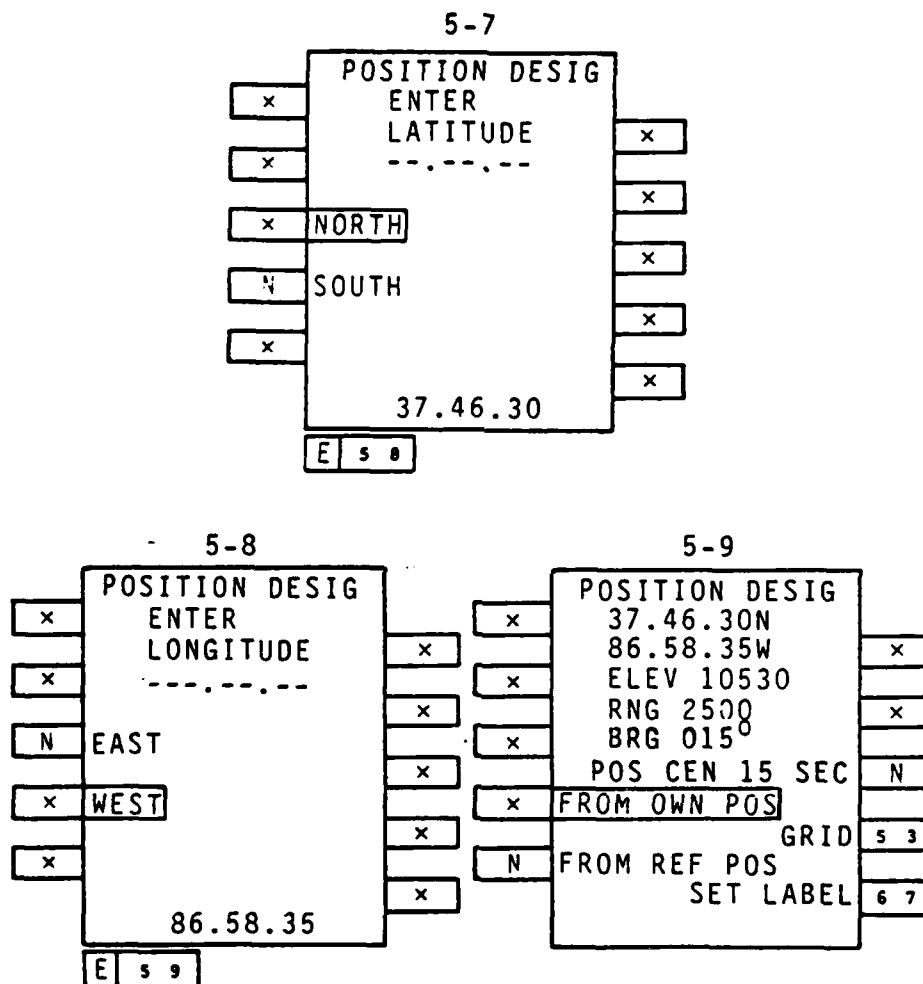 5-7
POSITION DESIG
× ENTER
LATITUDE ×
× --.--.--
×
× NORTH
×
N SOUTH
×
×
×
37.46.30
E 5 8
5-8
POSITION DESIG
× ENTER
LONGITUDE ×
× ---.--.--
×
N EAST
×
× WEST
×
×
×
86.58.35
E 5 9
5-9
POSITION DESIG
× 37.46.30N
86.58.35W ×
× ELEV 10530
RNG 2500 ×
× BRG 015°
POS CEN 15 SEC N
× FROM OWN POS
GRID 5 3
N FROM REF POS
SET LABEL 6 7